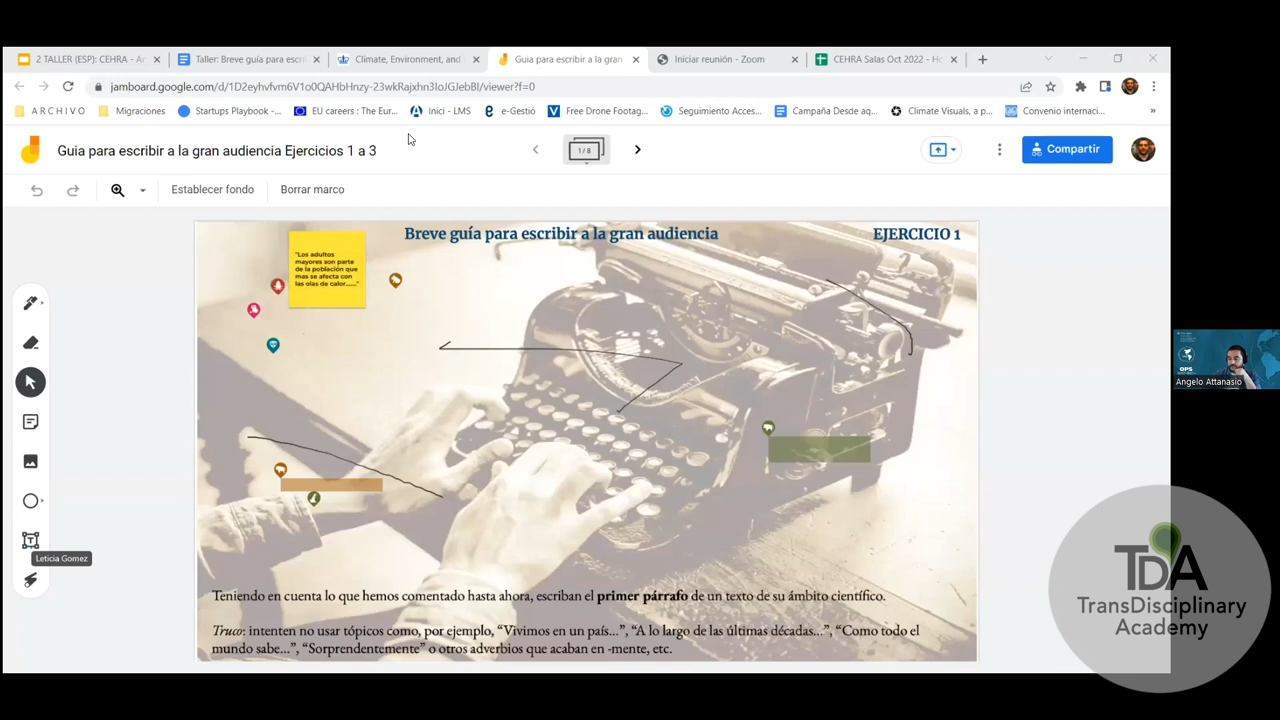 2 TALLER (ESP): CEHRA - Ar
Taller: Breve guía para escri
Climate, Environment, and
Guia para escribir a la gran
Iniciar reunión - Zoom
CEHRA Salas Oct 2022 - Ho
jamboard.google.com/d/1D2eyhvfvm6V1o0QAHbHnzy-23wkRajxhn3IoJGJebBI/viewer?f=0
A R C H I V O
Migraciones
Startups Playbook -...
EU careers : The Eur...
Inici - LMS
e-Gestió
Free Drone Footag...
Seguimiento Acces...
Campaña Desde aq...
Climate Visuals, a p...
Convenio internaci...
»
Guia para escribir a la gran audiencia Ejercicios 1 a 3
1 / 8
Compartir
Establecer fondo
Borrar marco
Breve guía para escribir a la gran audiencia
EJERCICIO 1
"Los adultos
mayores son parte
de la población que
mas se afecta con
las olas de calor......"
OPS
Angelo Attanasio
Leticia Gomez
Teniendo en cuenta lo que hemos comentado hasta ahora, escriban el primer párrafo de un texto de su ámbito científico.
Truco: intenten no usar tópicos como, por ejemplo, “Vivimos en un país...”, “A lo largo de las últimas décadas...”, “Como todo el
mundo sabe...”, “Sorprendentemente” o otros adverbios que acaban en -mente, etc.
TDA
TransDisciplinary
Academy